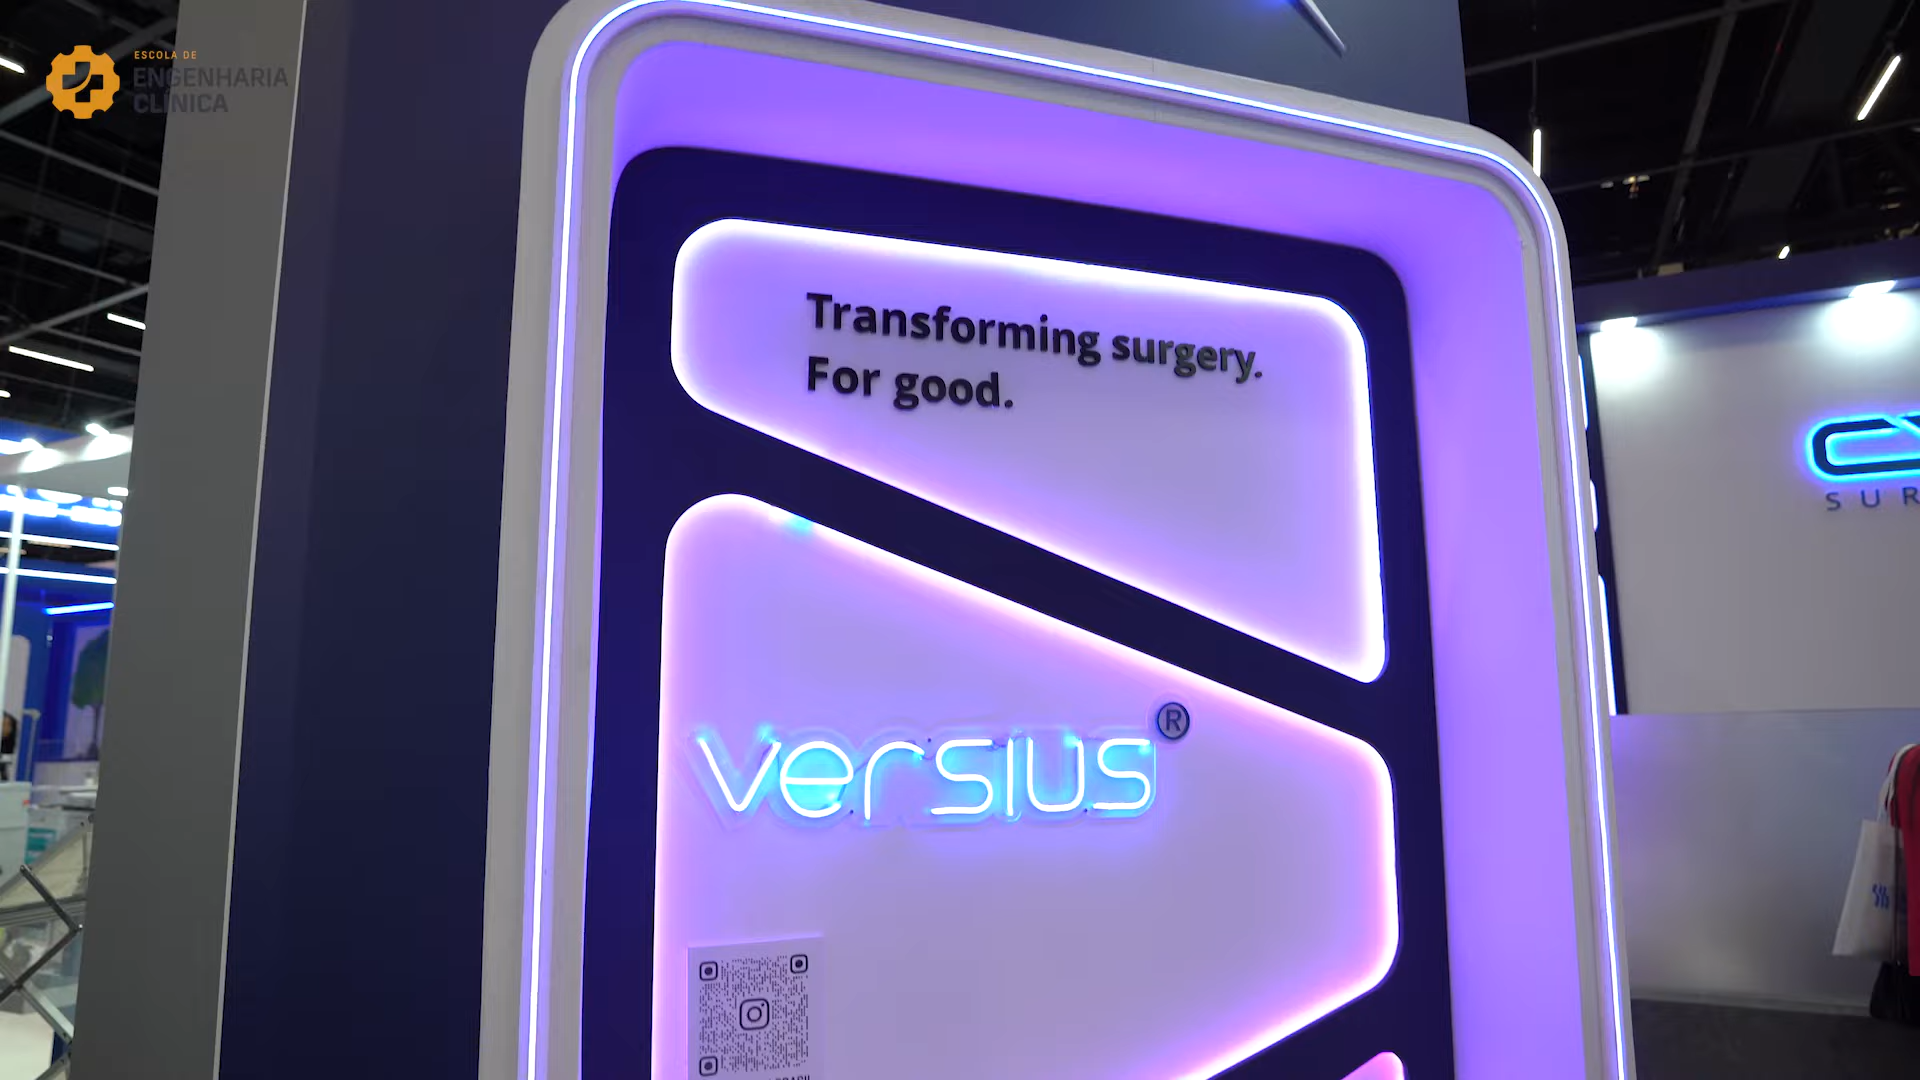 ESCOLA DE
ENGENHARIA
CLÍNICA
Transforming surgery.
For good.
versius®
SUR